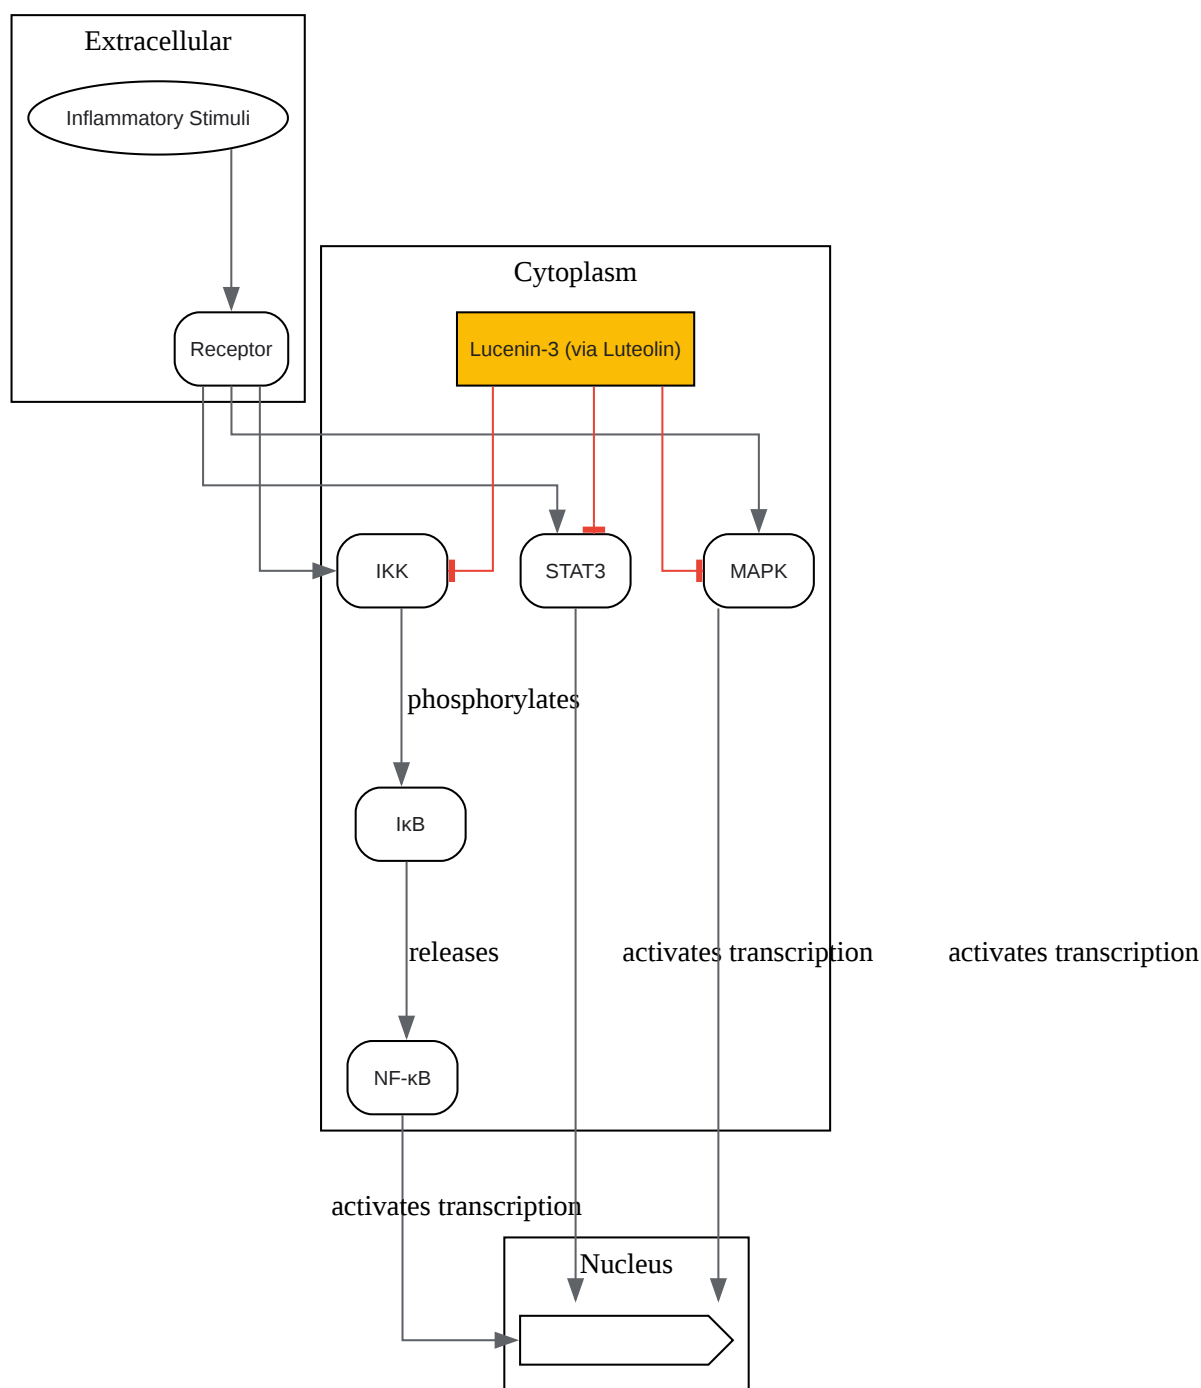 Extracellular
Inflammatory Stimuli
Receptor
Cytoplasm
Lucenin-3 (via Luteolin)
IKK
STAT3
MAPK
phosphorylates
IκB
releases
activates transcription
activates transcription
NF-κB
activates transcription
Nucleus